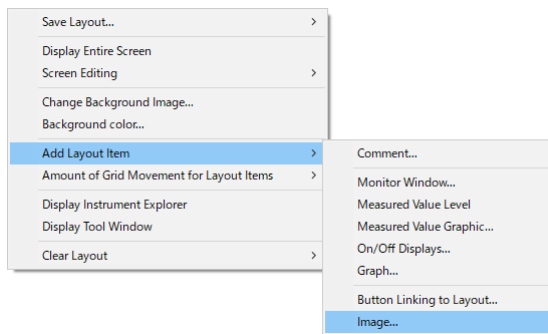 Save Layout...
Display Entire Screen
Screen Editing
Change Background Image...
Background color...
Add Layout Item
Amount of Grid Movement for Layout Items
Display Instrument Explorer
Display Tool Window
Clear Layout
Comment...
Monitor Window...
Measured Value Level
Measured Value Graphic...
On/Off Displays...
Graph...
Button Linking to Layout...
Image...